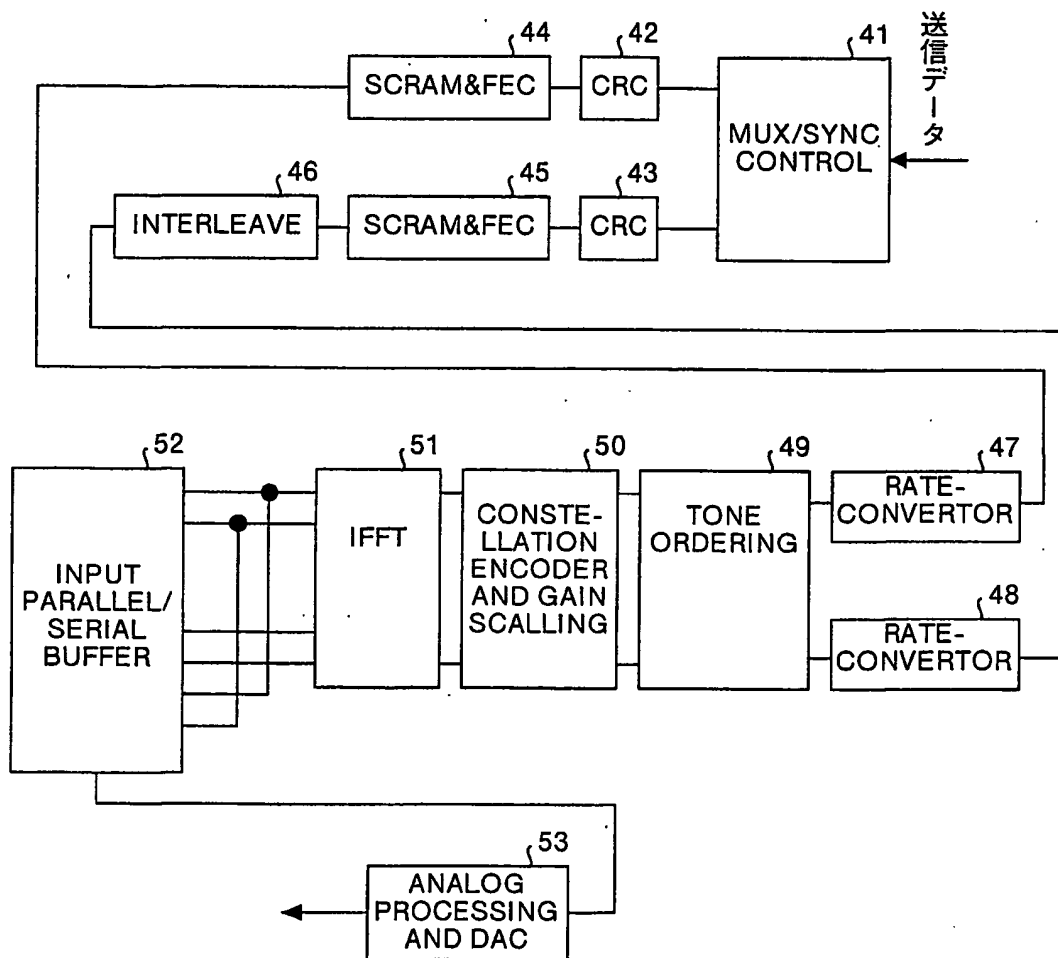 44
42
41
送信データ
SCRAM&FEC
CRC
MUX/SYNC
CONTROL
46
45
43
INTERLEAVE
SCRAM&FEC
CRC
52
51
50
49
47
INPUT
PARALLEL/
SERIAL
BUFFER
IFFT
CONSTE-
LLATION
ENCODER
AND GAIN
SCALLING
TONE
ORDERING
RATE-
CONVERTOR
48
RATE-
CONVERTOR
53
ANALOG
PROCESSING
AND DAC